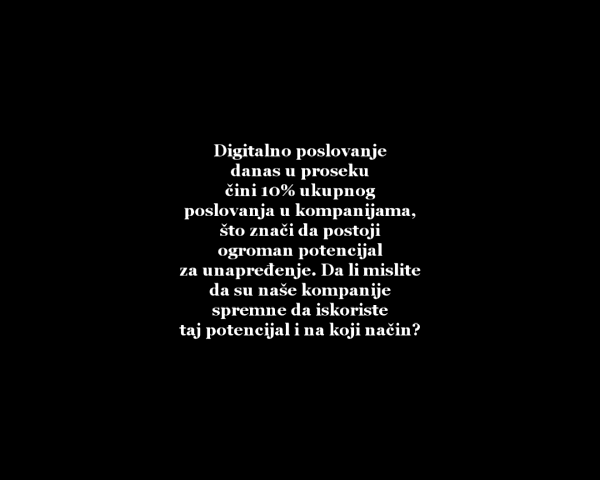 Digitalno poslovanje
danas u proseku
čini 10% ukupnog
poslovanja u kompanijama,
što znači da postoji
ogroman potencijal
za unapređenje. Da li mislite
da su naše kompanije
spremne da iskoriste
taj potencijal i na koji način?